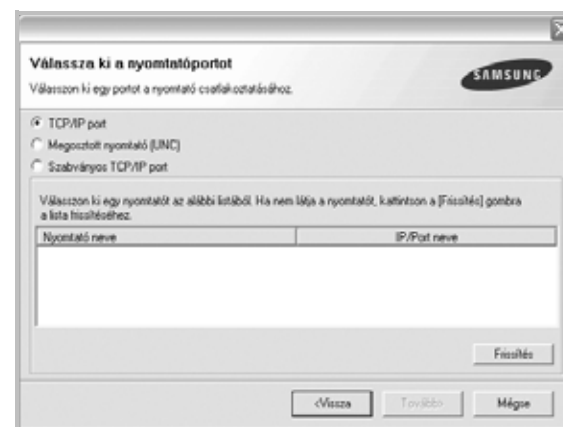 Válassza ki a nyomtatóportot
Válasszon ki egy portot a nyomtató csatlakoztatásához.
SAMSUNG
TCP/IP port
Megosztott nyomtató (UNC)
Szabványos TCP/IP port
Válasszon ki egy nyomtatót az alábbi listából. Ha nem látja a nyomtatót, kattintson a [Frissítés] gombra
a lista frissítéséhez.
Nyomtató neve IP/Port neve
Frissítés
<Vissza Tovább> Mégse